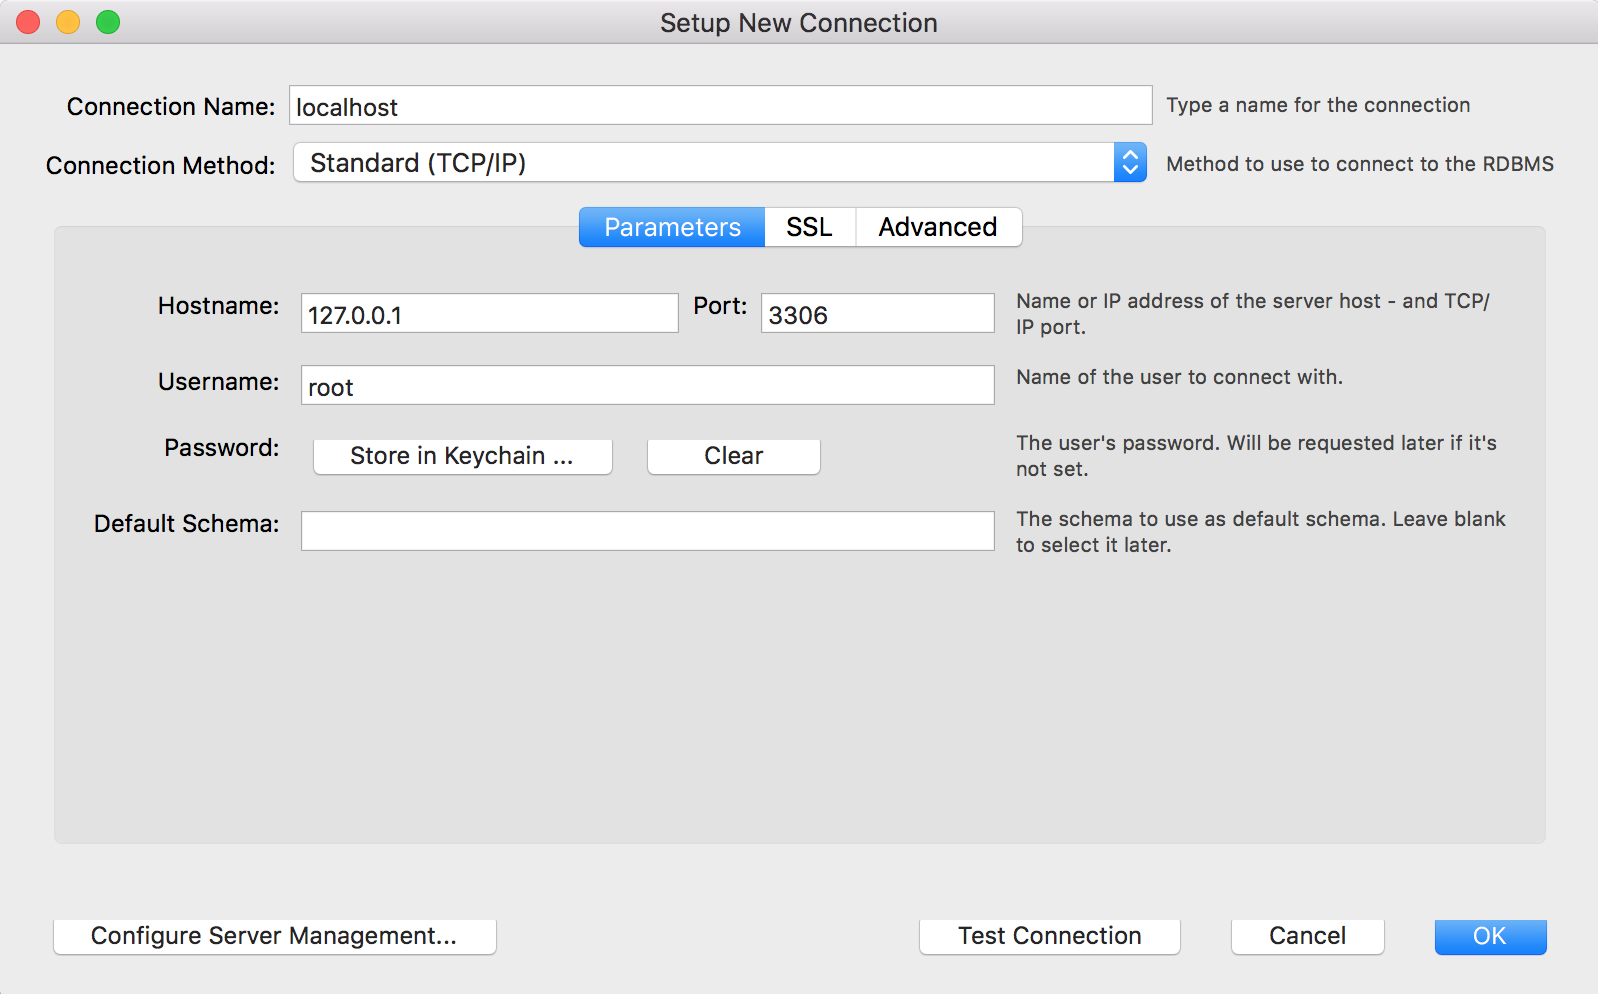 Setup New Connection
Connection Name: localhost Type a name for the connection
Connection Method: Standard (TCP/IP) Method to use to connect to the RDBMS
Parameters SSL Advanced
Hostname: 127.0.0.1 Port: 3306 Name or IP address of the server host - and TCP/
IP port.
Username: root Name of the user to connect with.
Password: Store in Keychain ... Clear The user's password. Will be requested later if it's
not set.
Default Schema: The schema to use as default schema. Leave blank
to select it later.
Configure Server Management... Test Connection Cancel OK